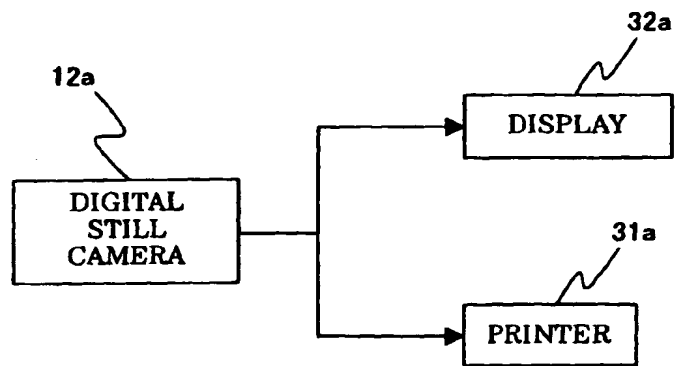 32a
12a
DISPLAY
DIGITAL
STILL
CAMERA
31a
PRINTER